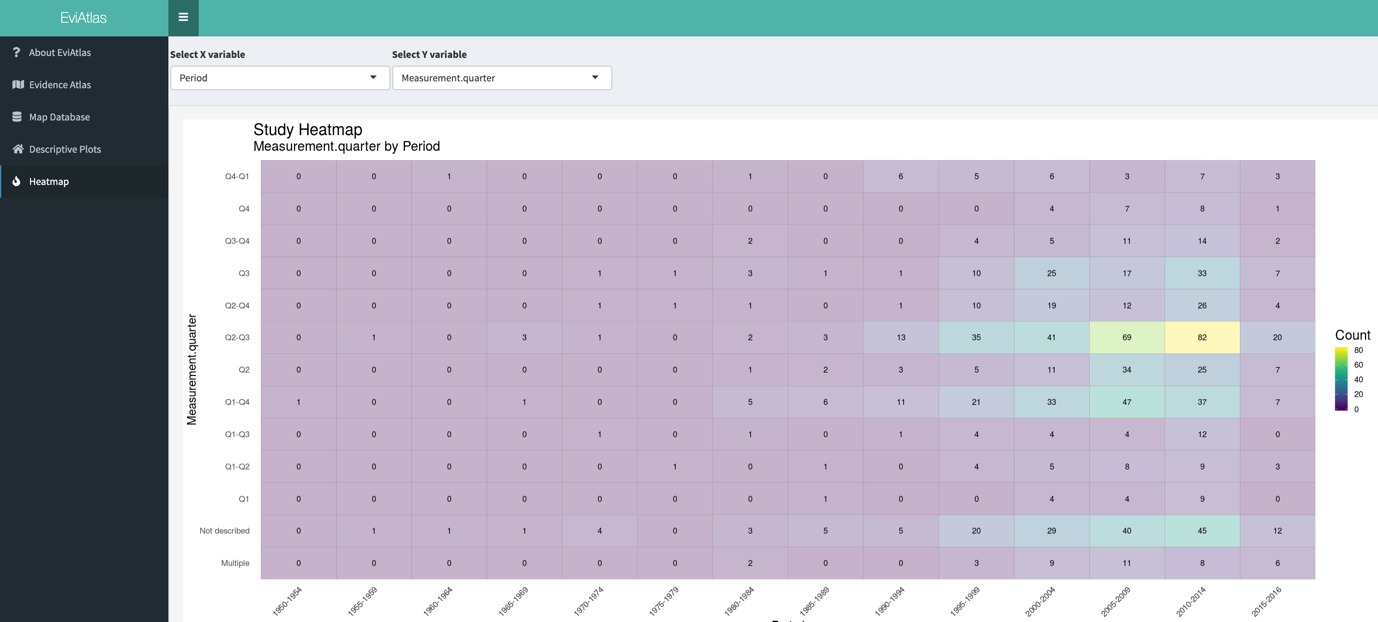 EviAtlas
About EviAtlas
Evidence Atlas
Map Database
Descriptive Plots
Heatmap
Select X variable Select Y variable
Period Measurement.quarter
Study Heatmap
Measurement.quarter by Period
Measurement.quarter
Q4-Q1 0 0 1 0 0 0 1 0 6 5 6 3 7 3
Q4 0 0 0 0 0 0 0 0 0 0 4 7 8 1
Q3-Q4 0 0 0 0 0 0 2 0 0 4 5 11 14 2
Q3 0 0 0 0 1 1 3 1 1 10 25 17 33 7
Q2-Q4 0 0 0 0 1 1 1 0 1 10 19 12 26 4
Q2-Q3 0 1 0 3 1 0 2 3 13 35 41 69 82 20
Q2 0 0 0 0 0 0 1 2 3 5 11 34 25 7
Q1-Q4 1 0 0 1 0 0 5 6 11 21 33 47 37 7
Q1-Q3 0 0 0 0 1 0 1 0 1 4 4 4 12 0
Q1-Q2 0 0 0 0 0 1 0 1 0 4 5 8 9 3
Q1 0 0 0 0 0 0 0 1 0 0 4 4 9 0
Not described 0 1 1 1 4 0 3 5 5 20 29 40 45 12
Multiple 0 0 0 0 0 0 2 0 0 3 9 11 8 6
1950-1954 1955-1959 1960-1964 1965-1969 1970-1974 1975-1979 1980-1984 1985-1989 1990-1994 1995-1999 2000-2004 2005-2009 2010-2014 2015-2016
Count
80
60
40
20
0